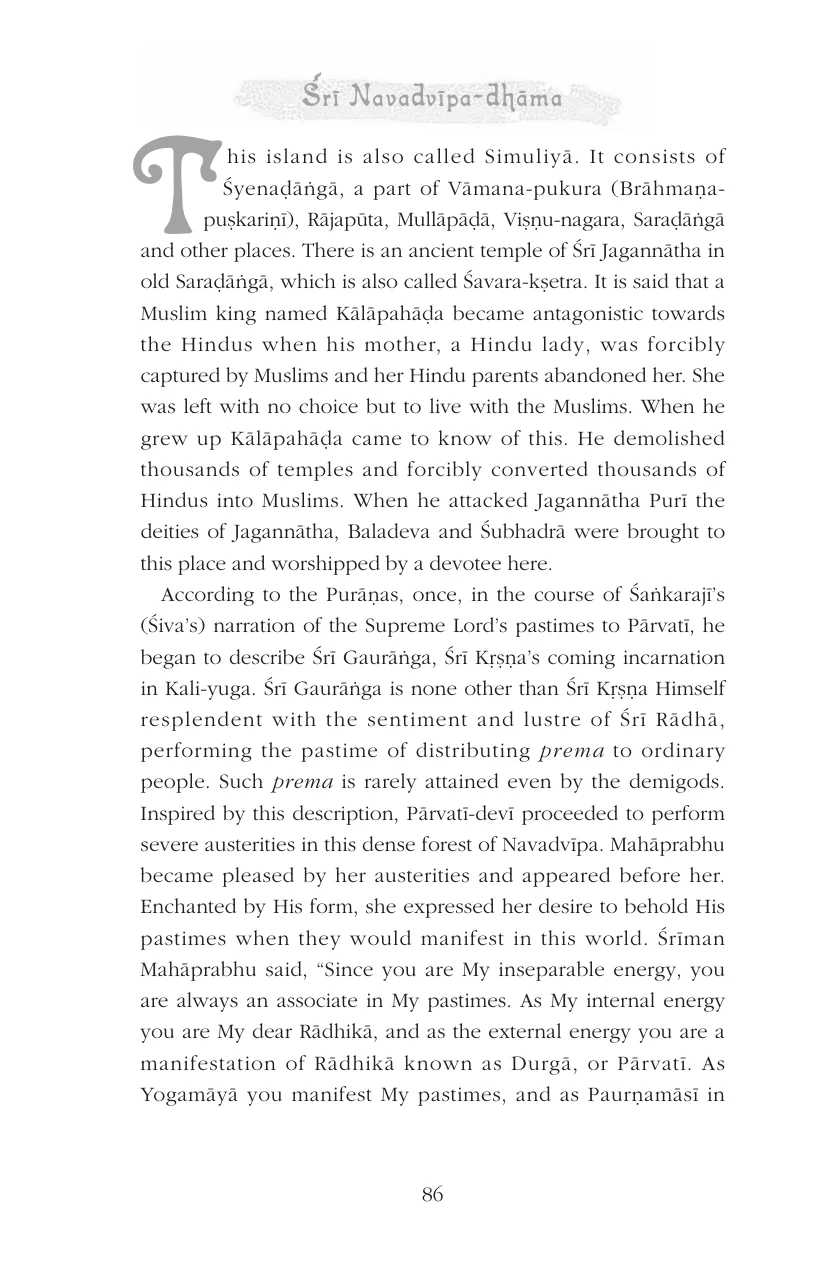 Śrī Navadvīpa-dhāma
This island is also called Simuliyā. It consists of
Śyenaḍāṅgā, a part of Vāmana-pukura (Brāhmaṇa-
puṣkariṇī), Rājapūta, Mullāpāḍā, Viṣṇu-nagara, Saraḍāṅgā
and other places. There is an ancient temple of Śrī Jagannātha in
old Saraḍāṅgā, which is also called Śavara-kṣetra. It is said that a
Muslim king named Kālāpahāḍa became antagonistic towards
the Hindus when his mother, a Hindu lady, was forcibly
captured by Muslims and her Hindu parents abandoned her. She
was left with no choice but to live with the Muslims. When he
grew up Kālāpahāḍa came to know of this. He demolished
thousands of temples and forcibly converted thousands of
Hindus into Muslims. When he attacked Jagannātha Purī the
deities of Jagannātha, Baladeva and Śubhadrā were brought to
this place and worshipped by a devotee here.
According to the Purāṇas, once, in the course of Śaṅkarajī’s
(Śiva’s) narration of the Supreme Lord’s pastimes to Pārvatī, he
began to describe Śrī Gaurāṅga, Śrī Kṛṣṇa’s coming incarnation
in Kali-yuga. Śrī Gaurāṅga is none other than Śrī Kṛṣṇa Himself
resplendent with the sentiment and lustre of Śrī Rādhā,
performing the pastime of distributing prema to ordinary
people. Such prema is rarely attained even by the demigods.
Inspired by this description, Pārvatī-devī proceeded to perform
severe austerities in this dense forest of Navadvīpa. Mahāprabhu
became pleased by her austerities and appeared before her.
Enchanted by His form, she expressed her desire to behold His
pastimes when they would manifest in this world. Śrīman
Mahāprabhu said, “Since you are My inseparable energy, you
are always an associate in My pastimes. As My internal energy
you are My dear Rādhikā, and as the external energy you are a
manifestation of Rādhikā known as Durgā, or Pārvatī. As
Yogamāyā you manifest My pastimes, and as Paurṇamāsī in
86